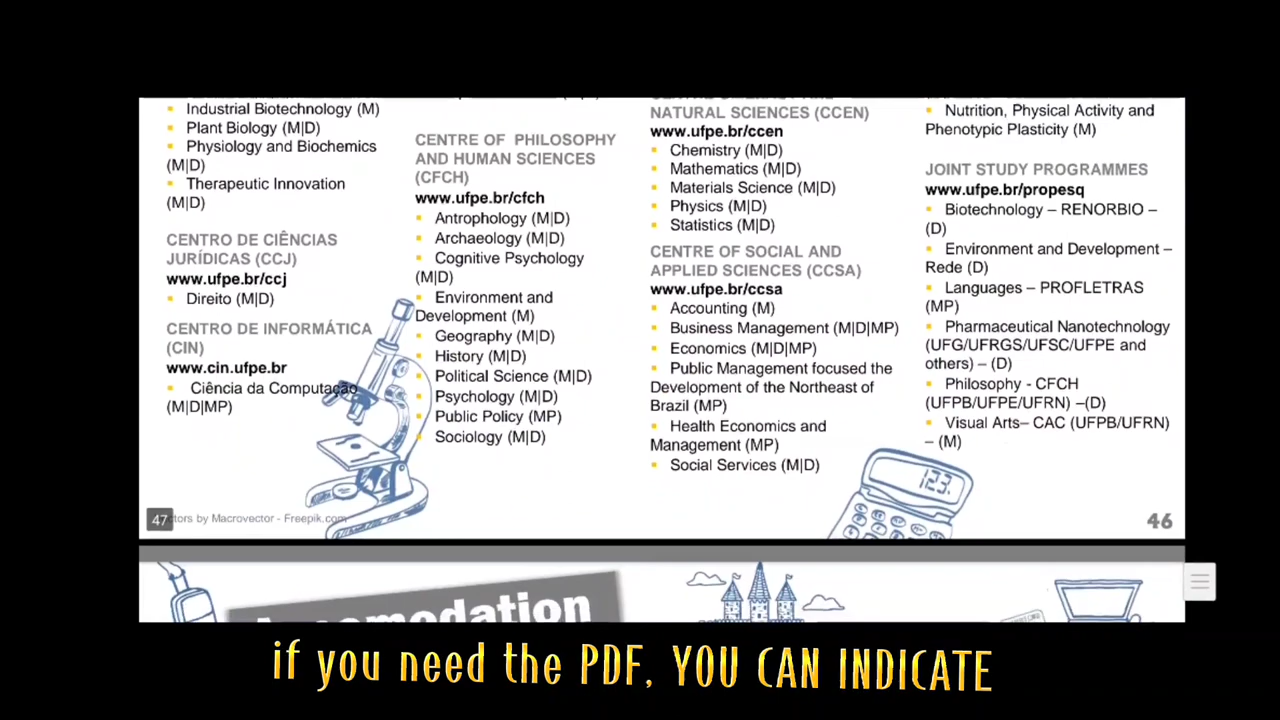 Industrial Biotechnology (M)
Plant Biology (M|D)
Physiology and Biochemics
(M|D)
Therapeutic Innovation
(M|D)
CENTRO DE CIÊNCIAS
JURÍDICAS (CCJ)
www.ufpe.br/ccj
Direito (M|D)
CENTRO DE INFORMÁTICA
(CIN)
www.cin.ufpe.br
Ciência da Computação
(M|D|MP)
CENTRE OF PHILOSOPHY
AND HUMAN SCIENCES
(CFCH)
www.ufpe.br/cfch
Antrophology (M|D)
Archaeology (M|D)
Cognitive Psychology
(M|D)
Environment and
Development (M)
Geography (M|D)
History (M|D)
Political Science (M|D)
Psychology (M|D)
Public Policy (MP)
Sociology (M|D)
NATURAL SCIENCES (CCEN)
www.ufpe.br/ccen
Chemistry (M|D)
Mathematics (M|D)
Materials Science (M|D)
Physics (M|D)
Statistics (M|D)
CENTRE OF SOCIAL AND
APPLIED SCIENCES (CCSA)
www.ufpe.br/ccsa
Accounting (M)
Business Management (M|D|MP)
Economics (M|D|MP)
Public Management focused the
Development of the Northeast of
Brazil (MP)
Health Economics and
Management (MP)
Social Services (M|D)
Nutrition, Physical Activity and
Phenotypic Plasticity (M)
JOINT STUDY PROGRAMMES
www.ufpe.br/propesq
Biotechnology – RENORBIO –
(D)
Environment and Development –
Rede (D)
Languages – PROFLETRAS
(MP)
Pharmaceutical Nanotechnology
(UFG/UFRGS/UFSC/UFPE and
others) – (D)
Philosophy - CFCH
(UFPB/UFPE/UFRN) –(D)
Visual Arts– CAC (UFPB/UFRN)
– (M)
123.
47
tors by Macrovector - Freepik.com
46
if you need the PDF, YOU CAN INDICATE